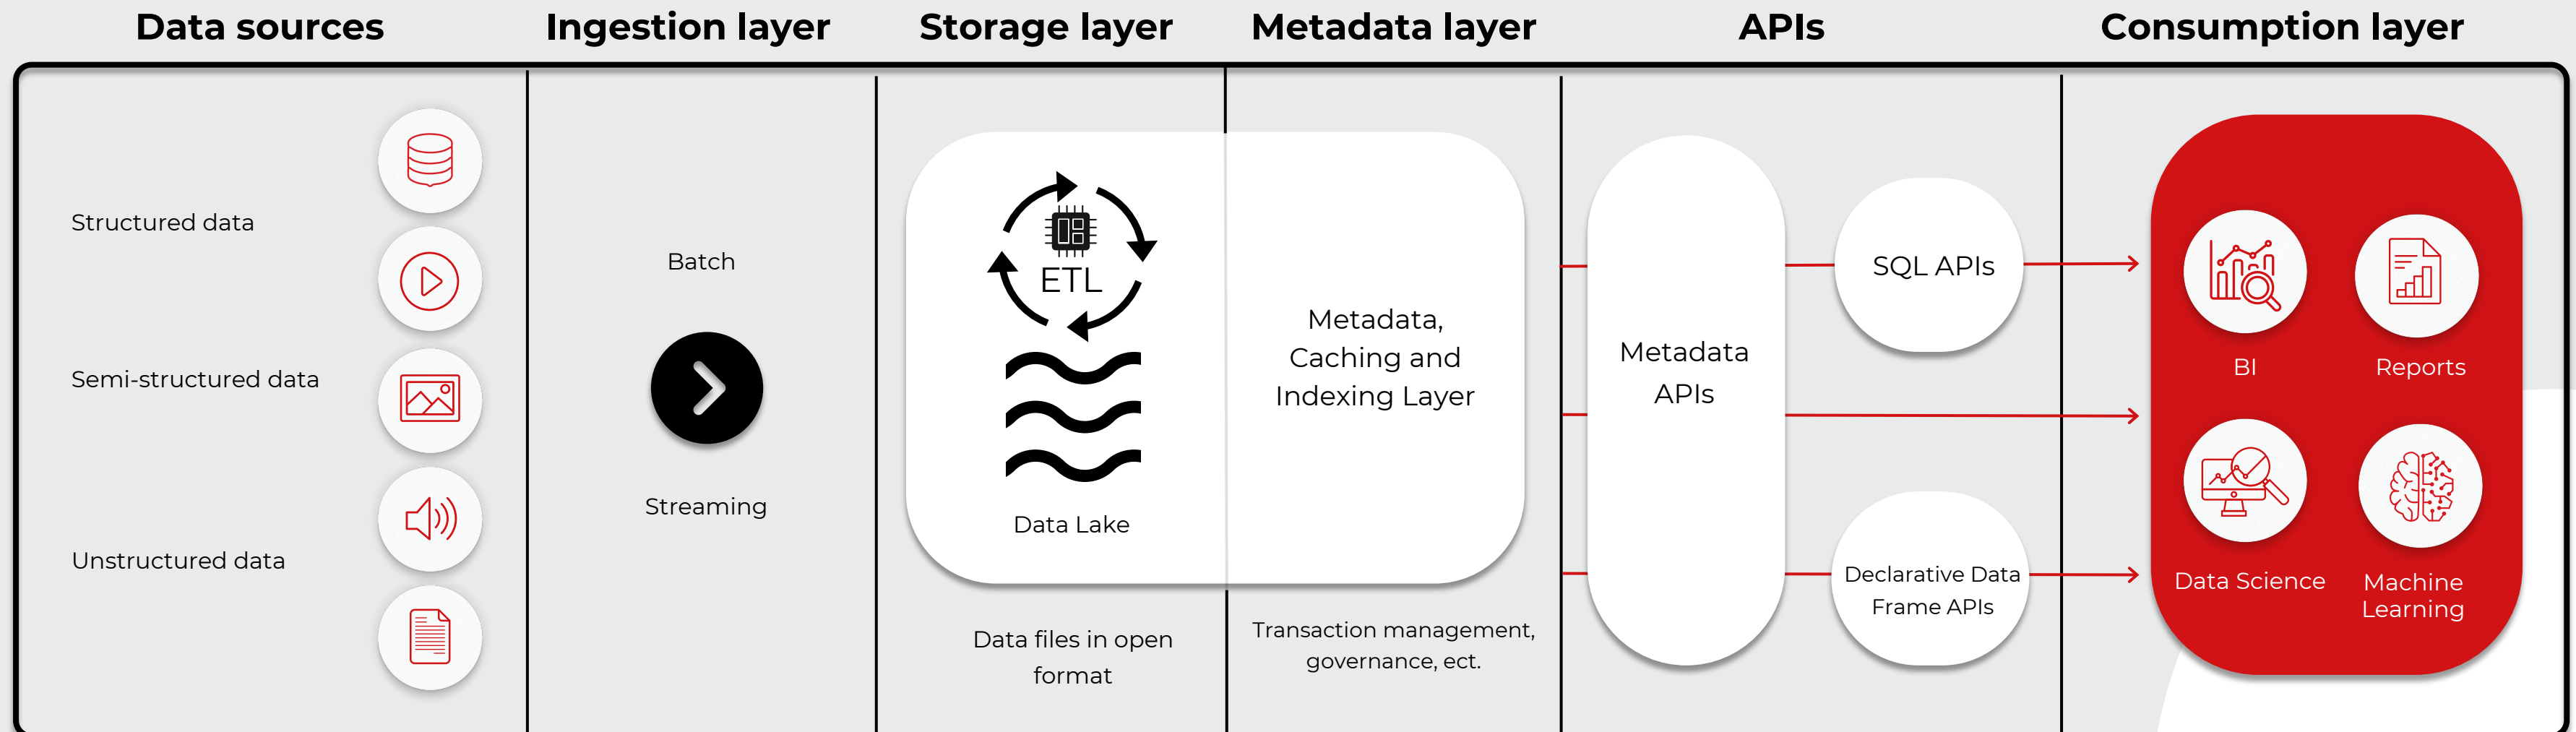 Data sources
Ingestion layer
Storage layer
Metadata layer
APIs
Consumption layer
Structured data
Semi-structured data
Unstructured data
Batch
Streaming
ETL
Data Lake
Data files in open
format
Metadata,
Caching and
Indexing Layer
Transaction management,
governance, ect.
Metadata
APIs
SQL APIs
Declarative Data
Frame APIs
BI
Reports
Data Science
Machine
Learning